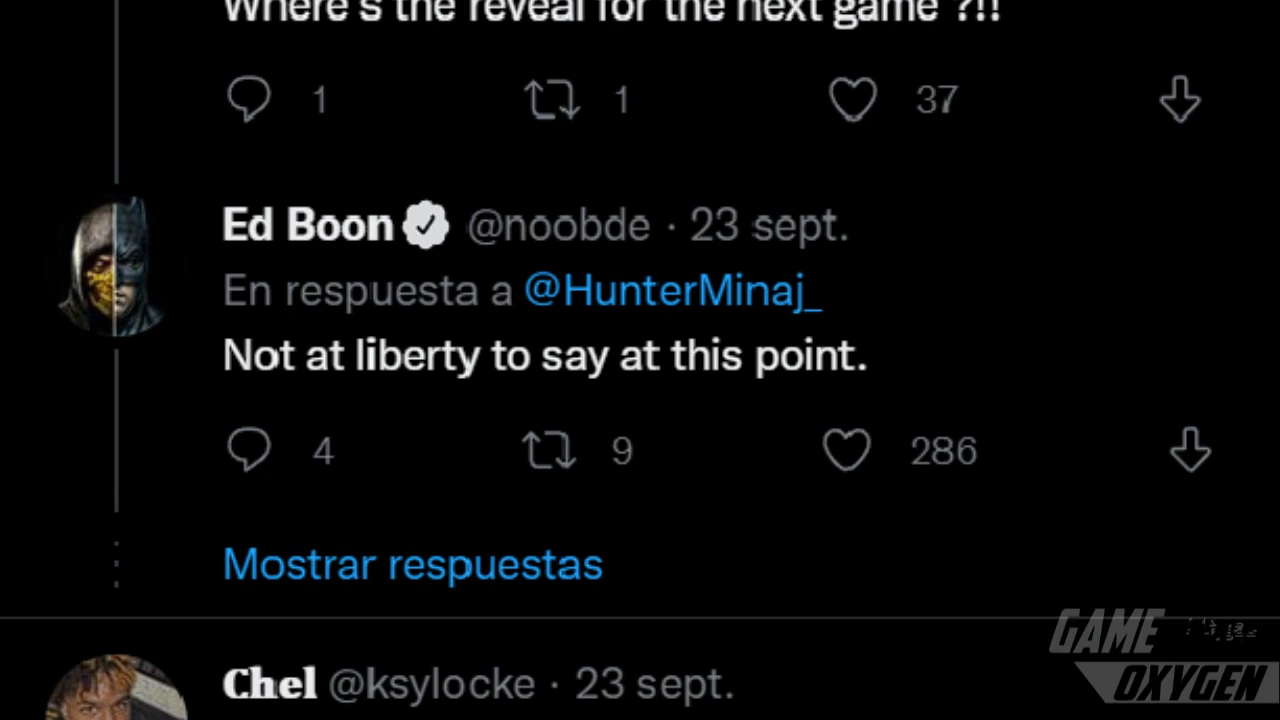 Where's the reveal for the next game ?!!
1 1 37
Ed Boon @noobde · 23 sept.
En respuesta a @HunterMinaj_
Not at liberty to say at this point.
4 9 286
Mostrar respuestas
GAME
OXYGEN
Chel @ksylocke · 23 sept.